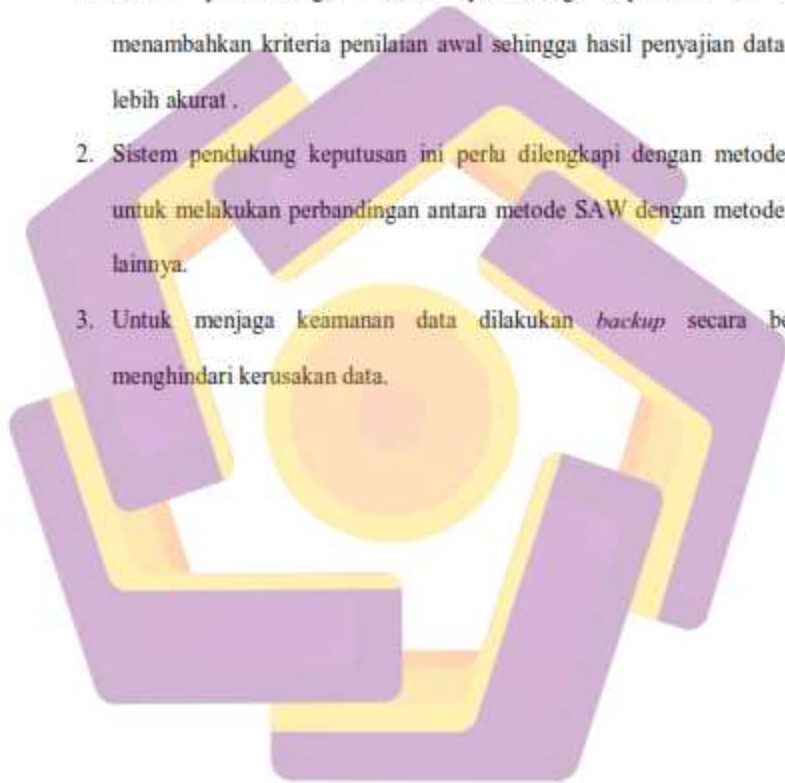 menambahkan kriteria penilaian awal sehingga hasil penyajian data
lebih akurat .
2. Sistem pendukung keputusan ini perlu dilengkapi dengan metode
untuk melakukan perbandingan antara metode SAW dengan metode
lainnya.
3. Untuk menjaga keamanan data dilakukan backup secara be
menghindari kerusakan data.